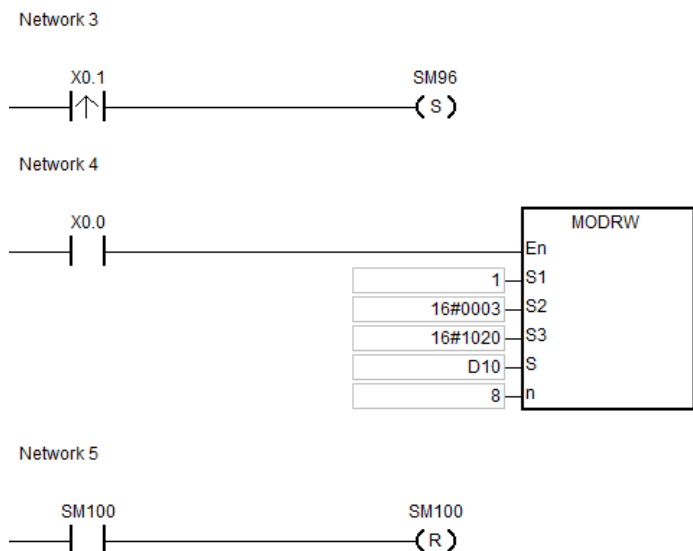 Network 3
X0.1 SM96
S
Network 4
X0.0 MODRW
En
1 S1
16#0003 S2
16#1020 S3
D10 S
8 n
Network 5
SM100 SM100
R